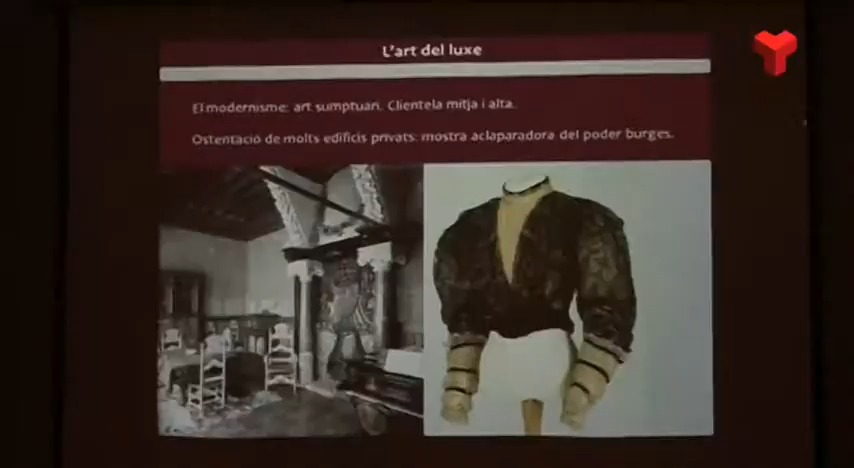 L'art del luxe
El modernisme: art sumptuari. Clientela mitja i alta.
Ostentació de molts edificis privats: mostra aclaparadora del poder burges.